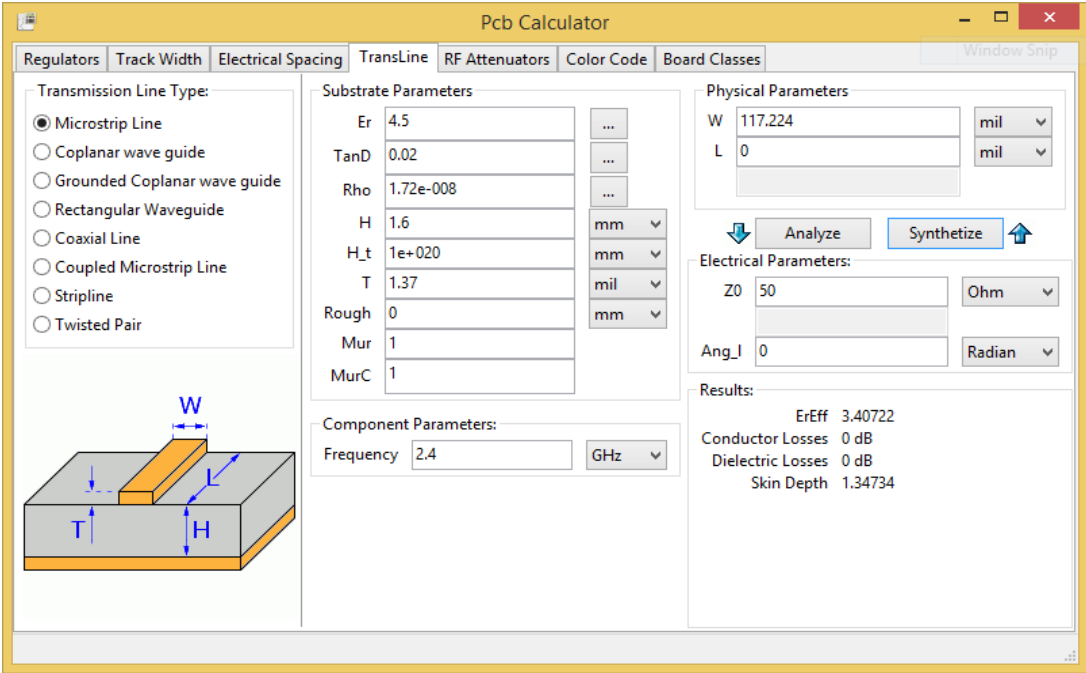 Pcb Calculator
Window Snip
Regulators Track Width Electrical Spacing TransLine RF Attenuators Color Code Board Classes
Transmission Line Type:
Microstrip Line
Coplanar wave guide
Grounded Coplanar wave guide
Rectangular Waveguide
Coaxial Line
Coupled Microstrip Line
Stripline
Twisted Pair
W
L
T
H
Substrate Parameters
Er 4.5 ...
TanD 0.02 ...
Rho 1.72e-008 ...
H 1.6 mm
H_t 1e+020 mm
T 1.37 mil
Rough 0 mm
Mur 1
MurC 1
Component Parameters:
Frequency 2.4 GHz
Physical Parameters
W 117.224 mil
L 0 mil
Analyze Synthetize
Electrical Parameters:
Z0 50 Ohm
Ang_l 0 Radian
Results:
ErEff 3.40722
Conductor Losses 0 dB
Dielectric Losses 0 dB
Skin Depth 1.34734